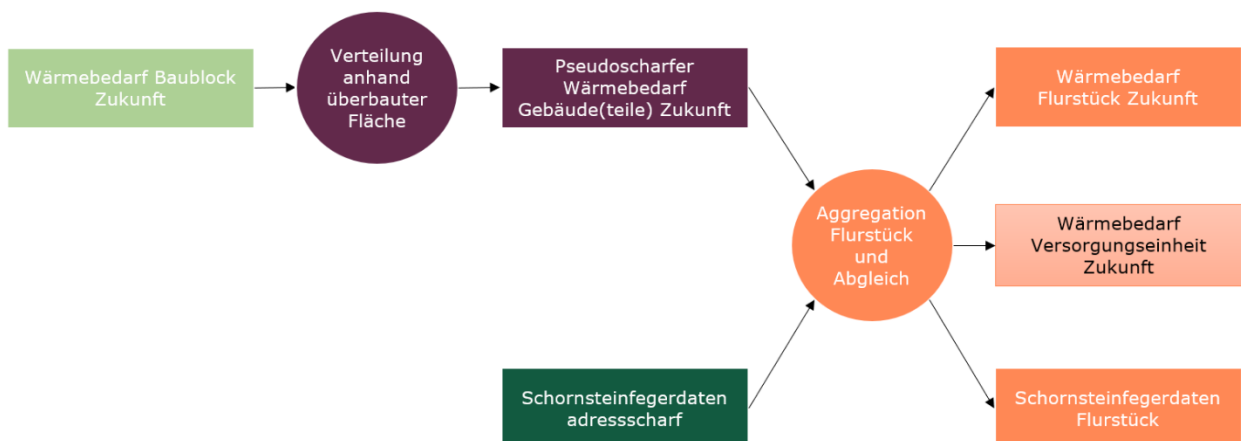 Wärmebedarf Baublock
Zukunft
Verteilung
anhand
überbauter
Fläche
Pseudoscharfer
Wärmebedarf
Gebäude(teile) Zukunft
Schornsteinfegerdaten
adressscharf
Aggregation
Flurstück
und
Abgleich
Wärmebedarf
Flurstück Zukunft
Wärmebedarf
Versorgungseinheit
Zukunft
Schornsteinfegerdaten
Flurstück